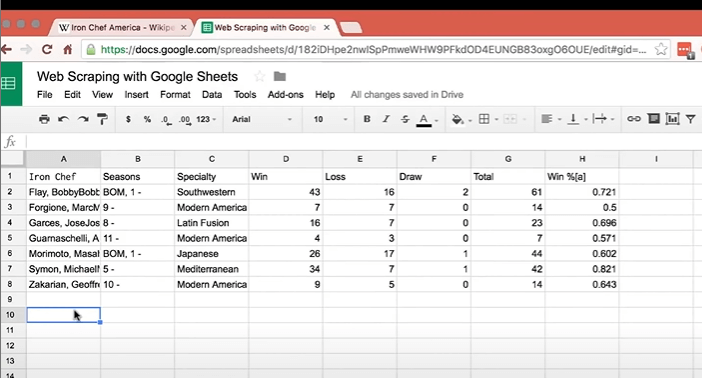 Iron Chef America - Wikipe × Web Scraping with Google ×
https://docs.google.com/spreadsheets/d/182iDHpe2nwlSpPmweWHW9PFkdOD4EUNGB83oxgO6OUE/edit#gid=...
Web Scraping with Google Sheets
File Edit View Insert Format Data Tools Add-ons Help All changes saved in Drive
$ % .0 .00 123 Arial 10 B I S A
fx
A B C D E F G H I
1 Iron Chef Seasons Specialty Win Loss Draw Total Win %[a]
2 Flay, BobbyBobb BOM, 1 - Southwestern 43 16 2 61 0.721
3 Forgione, MarcM 9 - Modern America 7 7 0 14 0.5
4 Garces, JoseJos 8 - Latin Fusion 16 7 0 23 0.696
5 Guarnaschelli, A 11 - Modern America 4 3 0 7 0.571
6 Morimoto, Masal BOM, 1 - Japanese 26 17 1 44 0.602
7 Symon, MichaelM 5 - Mediterranean 34 7 1 42 0.821
8 Zakarian, Geoffre 10 - Modern America 9 5 0 14 0.643
9
10
11
12
13
14